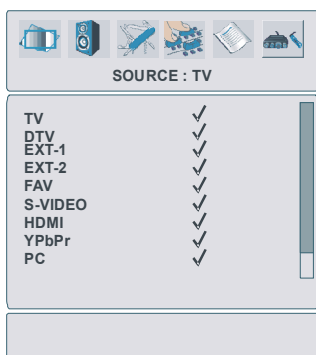 SOURCE : TV
TV
DTV
EXT-1
EXT-2
FAV
S-VIDEO
HDMI
YPbPr
PC